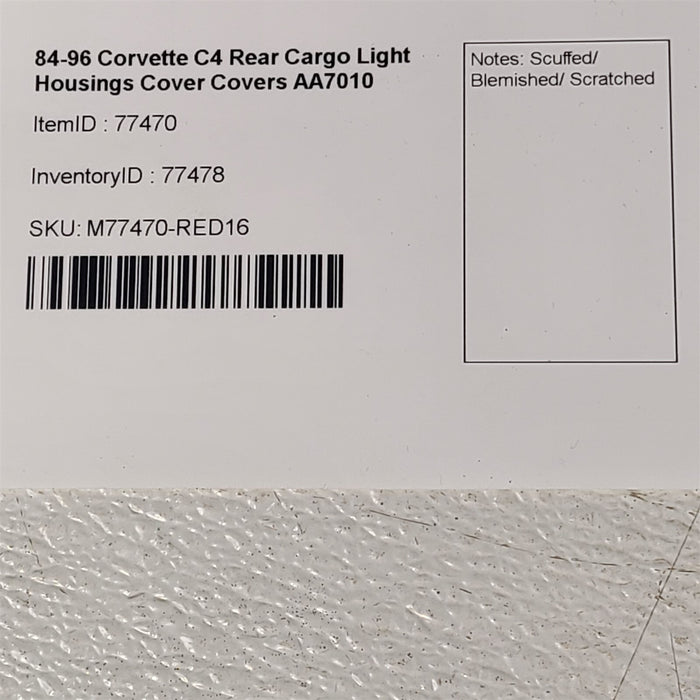 84-96 Corvette C4 Rear Cargo Light
Housings Cover Covers AA7010
ItemID : 77470
InventoryID : 77478
SKU: M77470-RED16
Notes: Scuffed/
Blemished/ Scratched